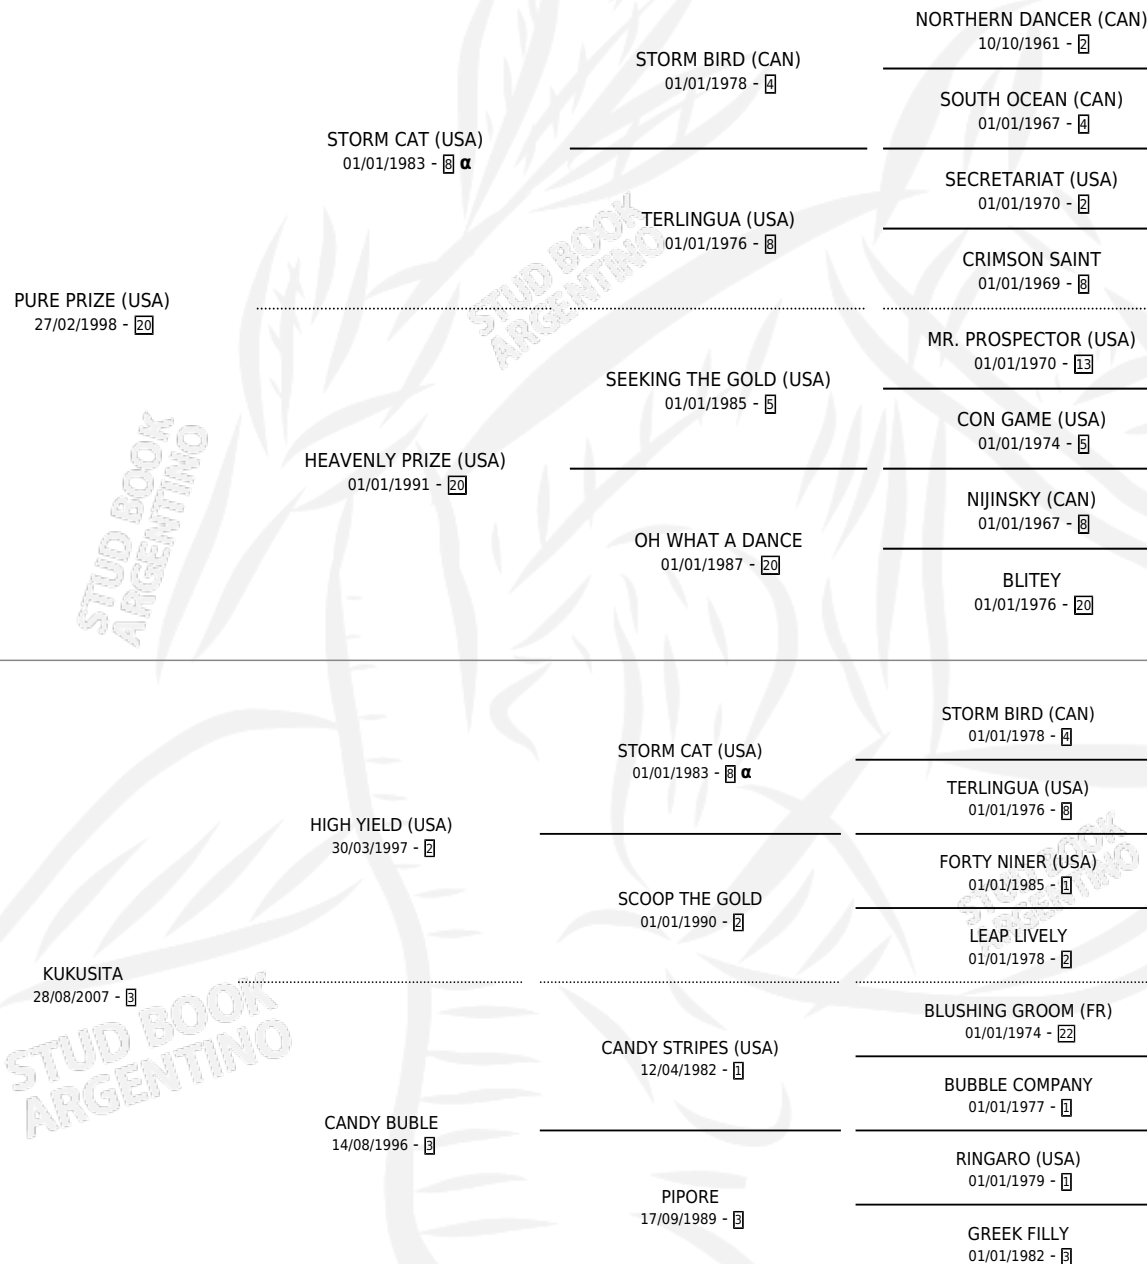 NORTHERN DANCER (CAN)
10/10/1961 - 2
STORM BIRD (CAN)
01/01/1978 - 4
SOUTH OCEAN (CAN)
01/01/1967 - 4
STORM CAT (USA)
01/01/1983 - 8 α
SECRETARIAT (USA)
01/01/1970 - 2
TERLINGUA (USA)
01/01/1976 - 8
CRIMSON SAINT
01/01/1969 - 8
PURE PRIZE (USA)
27/02/1998 - 20
STUD BOOK
ARGENTINO
MR. PROSPECTOR (USA)
01/01/1970 - 13
SEEKING THE GOLD (USA)
01/01/1985 - 5
CON GAME (USA)
01/01/1974 - 5
HEAVENLY PRIZE (USA)
01/01/1991 - 20
NIJINSKY (CAN)
01/01/1967 - 8
OH WHAT A DANCE
01/01/1987 - 20
BLITEY
01/01/1976 - 20
STUD BOOK
ARGENTINO
STORM BIRD (CAN)
01/01/1978 - 4
STORM CAT (USA)
01/01/1983 - 8 α
TERLINGUA (USA)
01/01/1976 - 8
HIGH YIELD (USA)
30/03/1997 - 2
FORTY NINER (USA)
01/01/1985 - 1
SCOOP THE GOLD
01/01/1990 - 2
LEAP LIVELY
01/01/1978 - 2
STUD BOOK
ARGENTINO
KUKUSITA
28/08/2007 - 3
BLUSHING GROOM (FR)
01/01/1974 - 22
CANDY STRIPES (USA)
12/04/1982 - 1
BUBBLE COMPANY
01/01/1977 - 1
CANDY BUBLE
14/08/1996 - 3
RINGARO (USA)
01/01/1979 - 1
PIPORE
17/09/1989 - 3
GREEK FILLY
01/01/1982 - 3
STUD BOOK
ARGENTINO